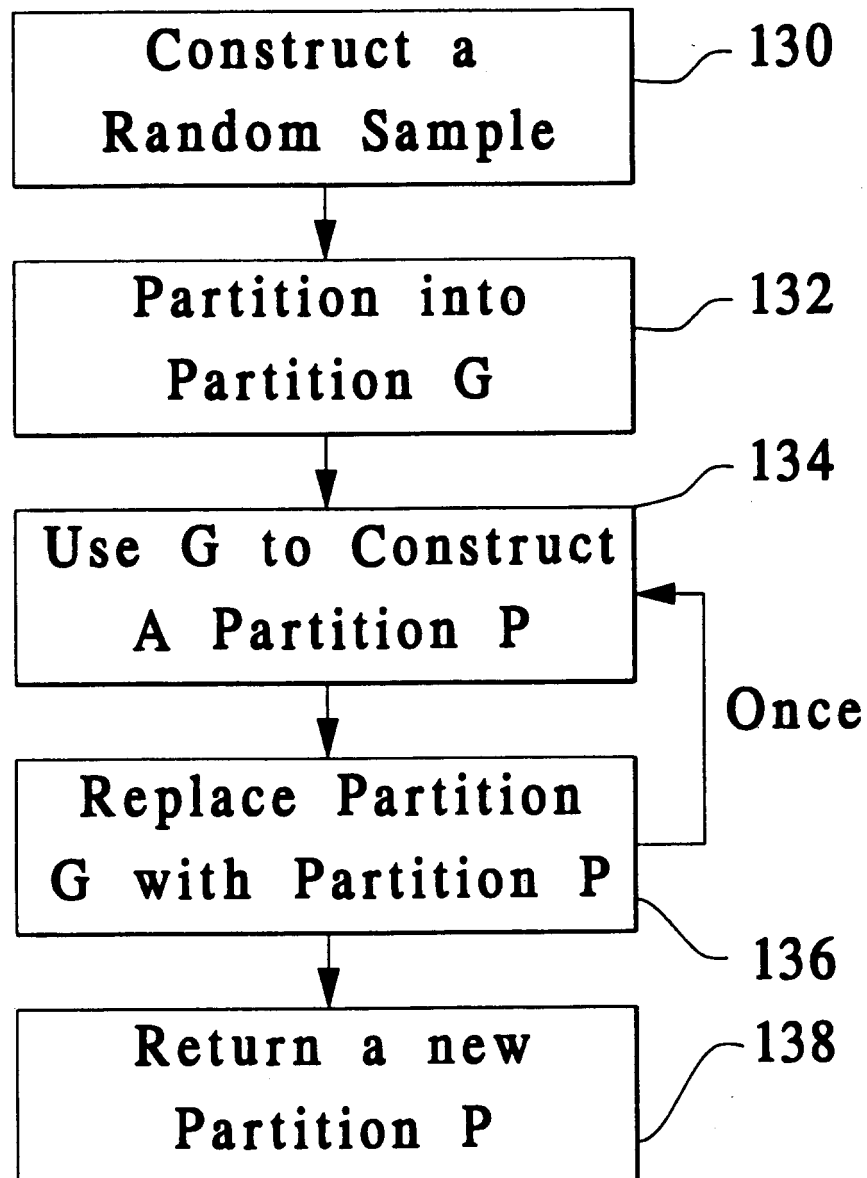 Construct a
Random Sample
130
Partition into
Partition G
132
134
Use G to Construct
A Partition P
Once
Replace Partition
G with Partition P
136
Return a new
Partition P
138